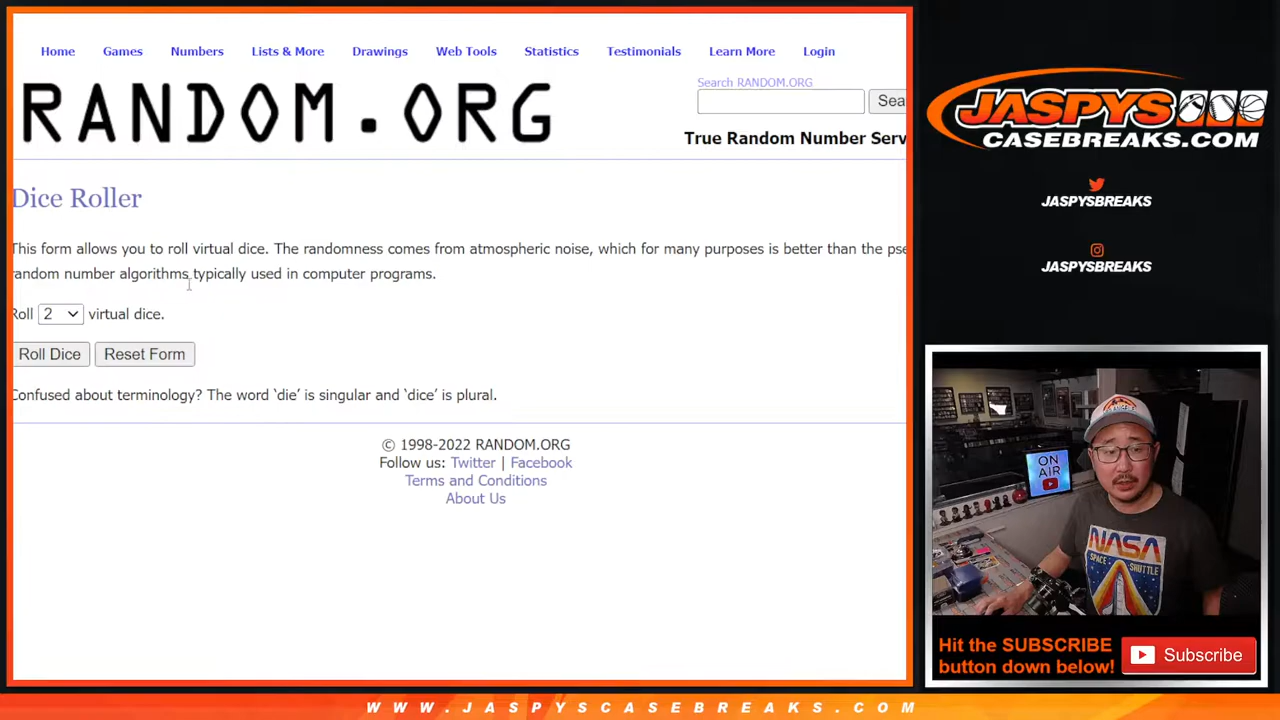 Home Games Numbers Lists & More Drawings Web Tools Statistics Testimonials Learn More Login
RANDOM.ORG
Search RANDOM.ORG
Sea
True Random Number Serv
Dice Roller
This form allows you to roll virtual dice. The randomness comes from atmospheric noise, which for many purposes is better than the pse
random number algorithms typically used in computer programs.
Roll 2 virtual dice.
Roll Dice Reset Form
Confused about terminology? The word ‘die’ is singular and ‘dice’ is plural.
© 1998-2022 RANDOM.ORG
Follow us: Twitter | Facebook
Terms and Conditions
About Us
JASPYS
CASEBREAKS.COM
JASPYSBREAKS
JASPYSBREAKS
ON
AIR
NASA
SPACE SHUTTLE
Hit the SUBSCRIBE
button down below!
Subscribe
WWW.JASPYSCASEBREAKS.COM